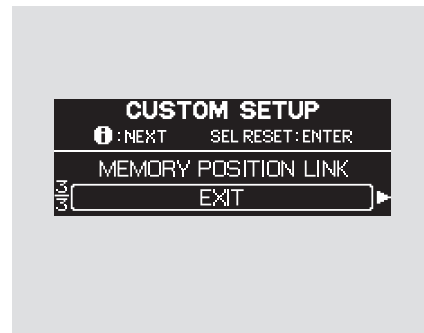 CUSTOM SETUP
i:NEXT SEL RESET:ENTER
MEMORY POSITION LINK
3/3
EXIT